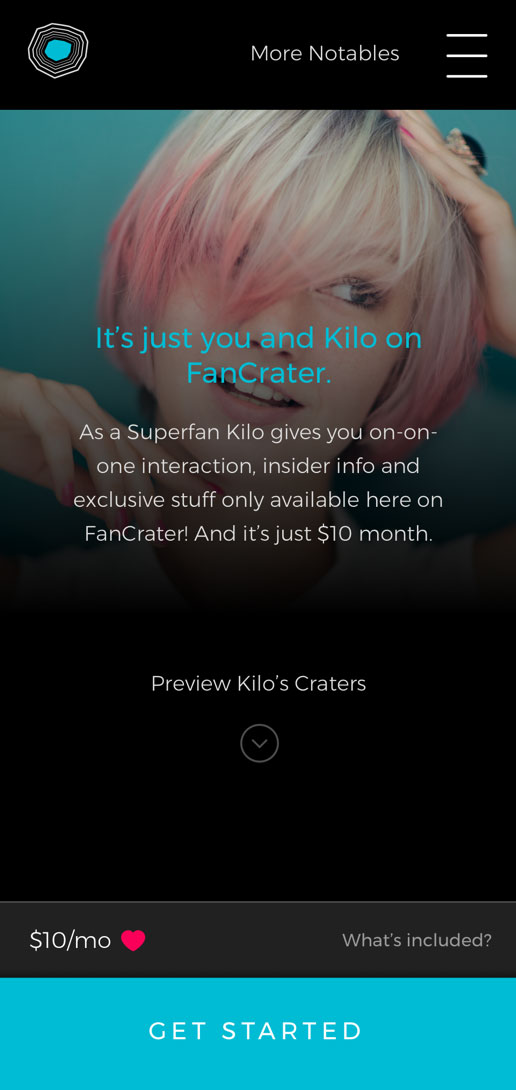 More Notables
It's just you and Kilo on
FanCrater.
As a Superfan Kilo gives you on-on-
one interaction, insider info and
exclusive stuff only available here on
FanCrater! And it's just $10 month.
Preview Kilo's Craters
$10/mo
What's included?
GET STARTED